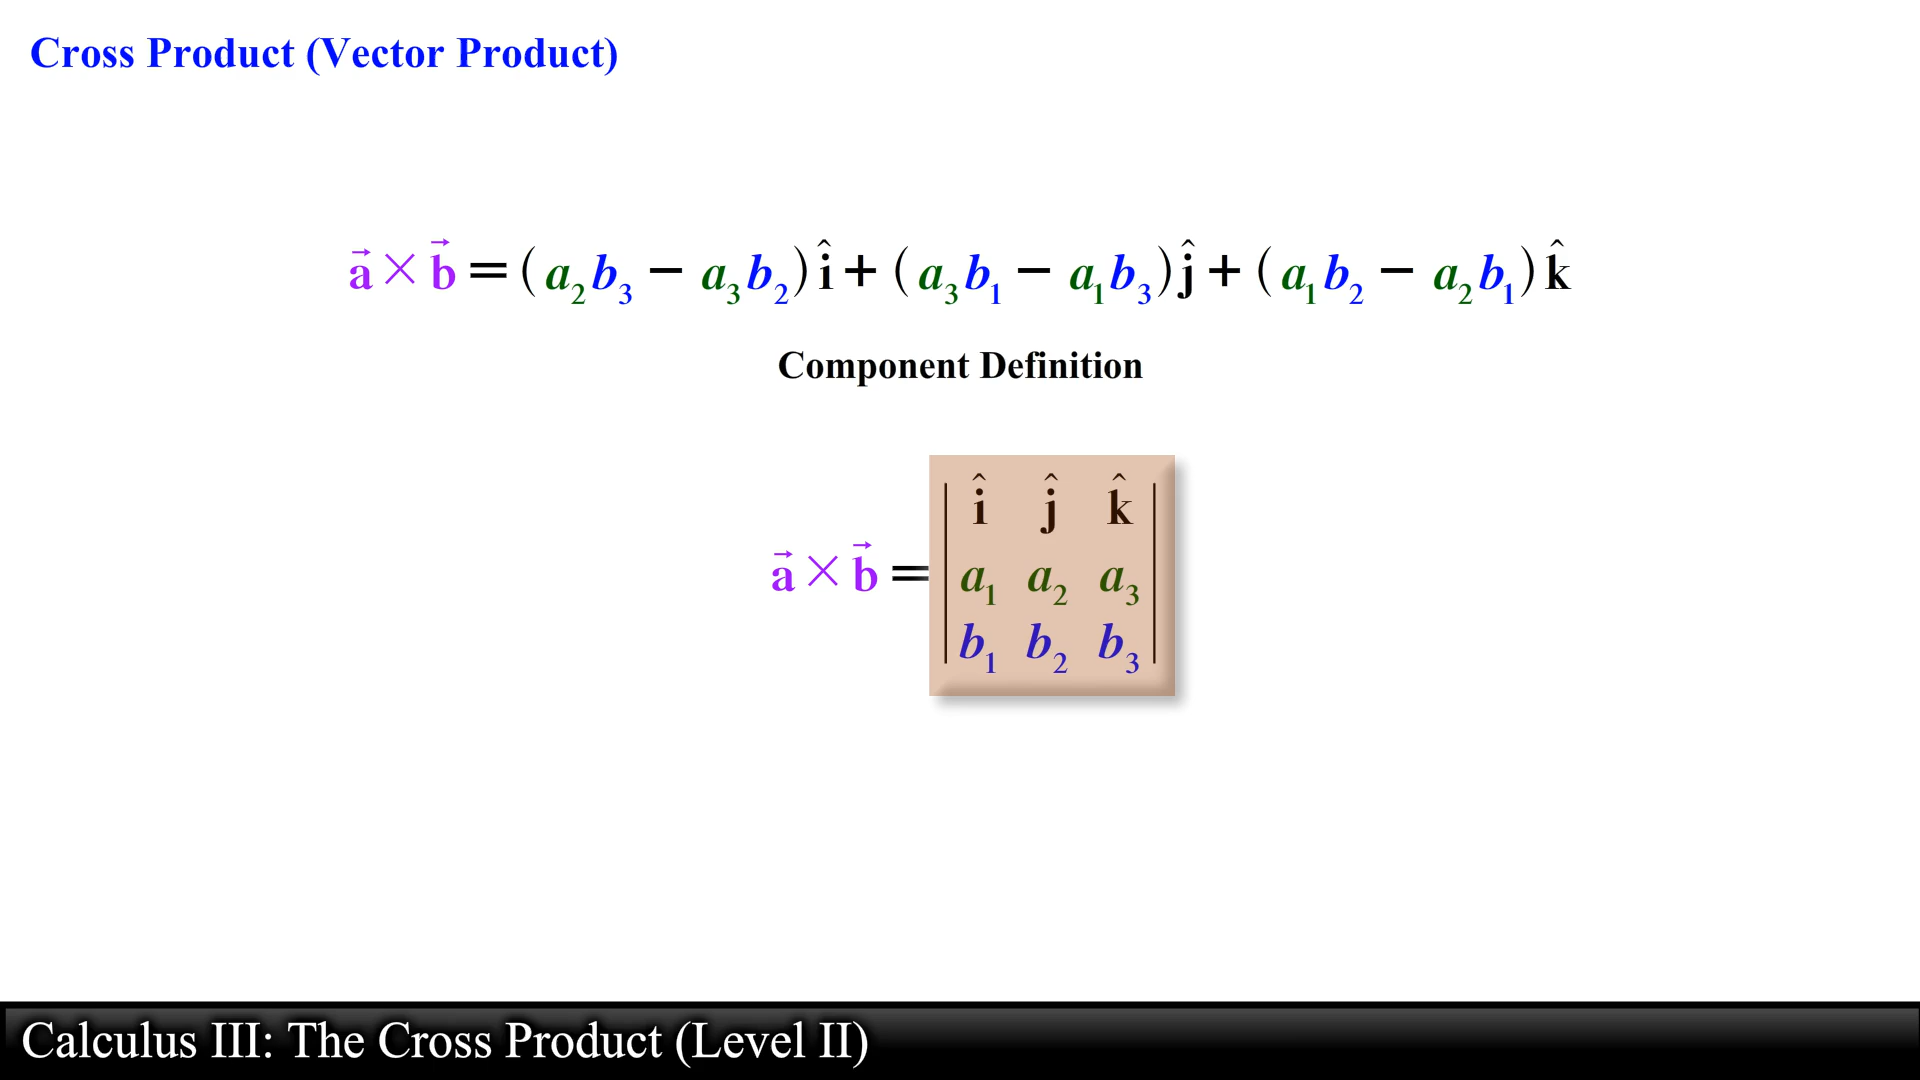 Cross Product (Vector Product)
a⃗ × b⃗ = (a₂b₃ − a₃b₂)î + (a₃b₁ − a₁b₃)ĵ + (a₁b₂ − a₂b₁)k̂
Component Definition
a⃗ × b⃗ = | î ĵ k̂ |
| a₁ a₂ a₃ |
| b₁ b₂ b₃ |
Calculus III: The Cross Product (Level II)